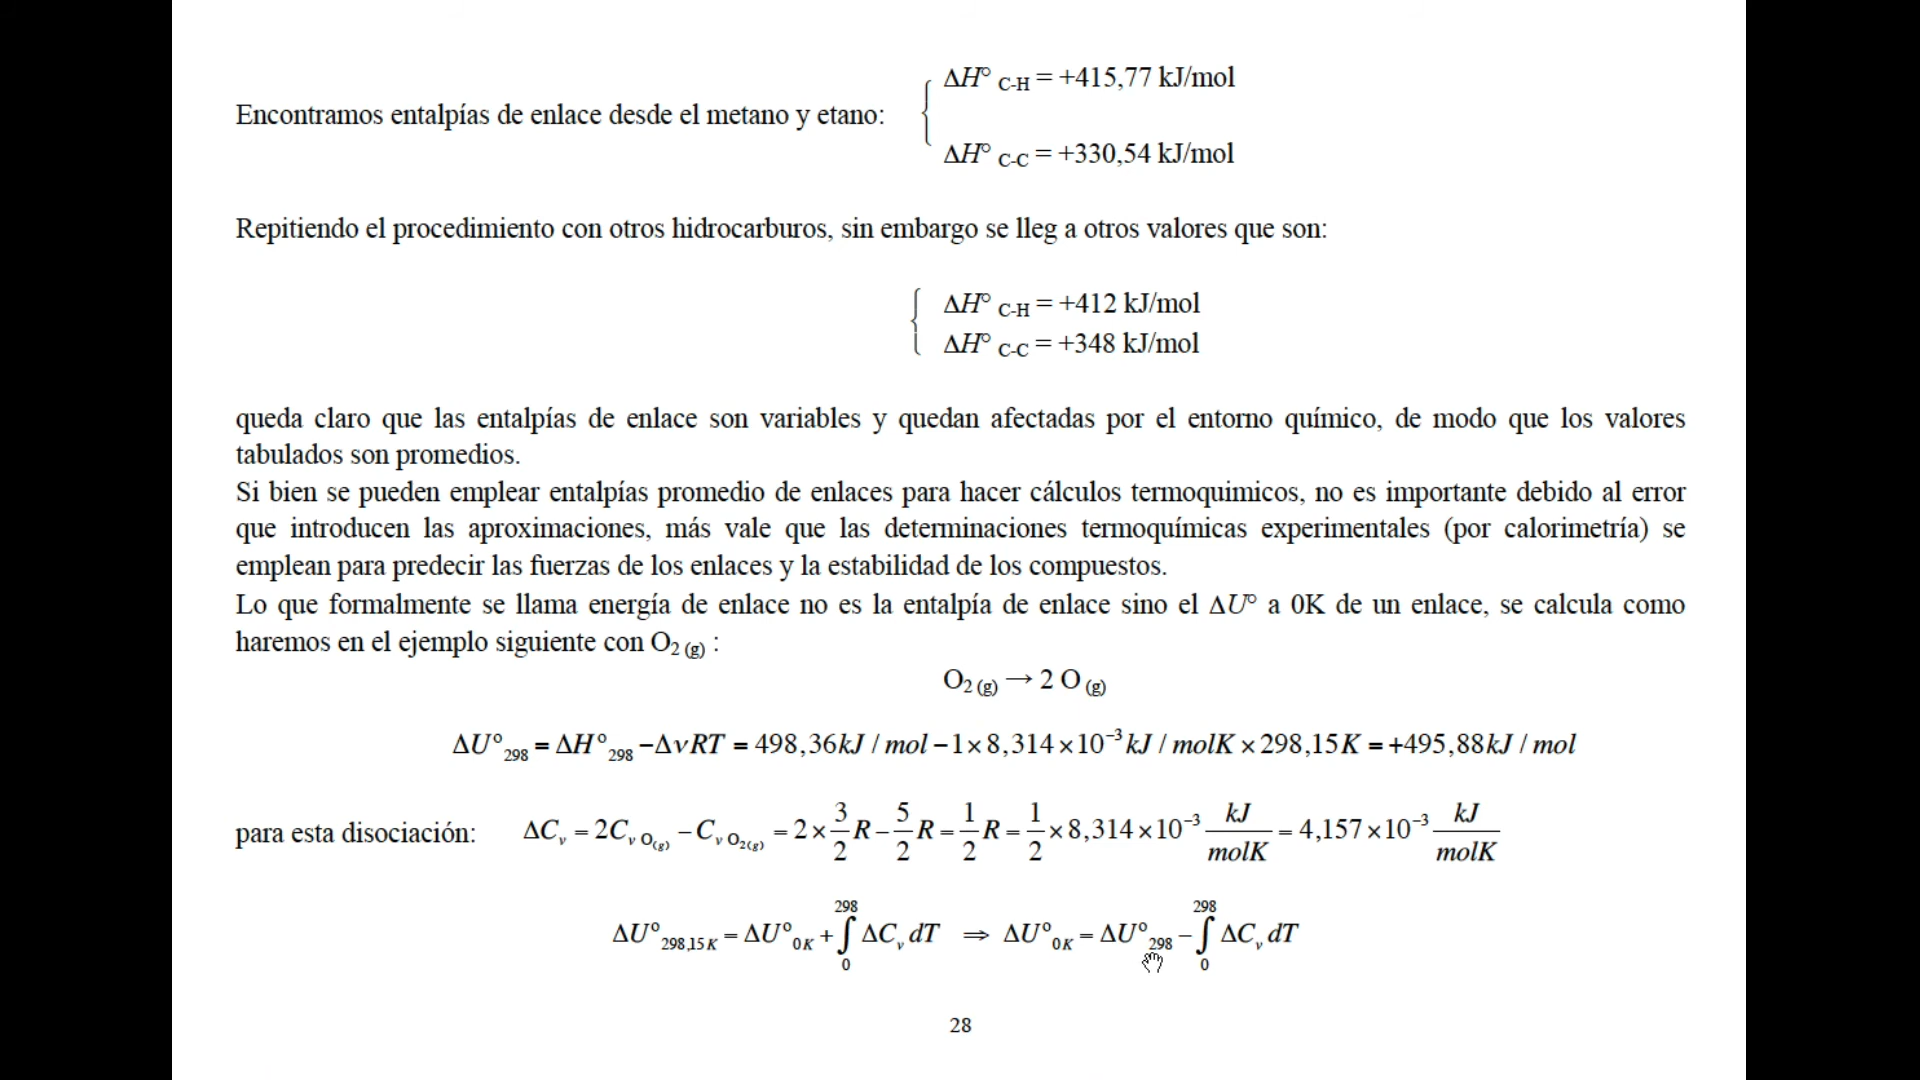 ΔH° C-H = +415,77 kJ/mol
Encontramos entalpías de enlace desde el metano y etano:
ΔH° C-C = +330,54 kJ/mol
Repitiendo el procedimiento con otros hidrocarburos, sin embargo se lleg a otros valores que son:
ΔH° C-H = +412 kJ/mol
ΔH° C-C = +348 kJ/mol
queda claro que las entalpías de enlace son variables y quedan afectadas por el entorno químico, de modo que los valores
tabulados son promedios.
Si bien se pueden emplear entalpías promedio de enlaces para hacer cálculos termoquimicos, no es importante debido al error
que introducen las aproximaciones, más vale que las determinaciones termoquímicas experimentales (por calorimetría) se
emplean para predecir las fuerzas de los enlaces y la estabilidad de los compuestos.
Lo que formalmente se llama energía de enlace no es la entalpía de enlace sino el ΔU° a 0K de un enlace, se calcula como
haremos en el ejemplo siguiente con O₂ (g) :
O₂ (g) → 2 O (g)
ΔU°₂₉₈ = ΔH°₂₉₈ −ΔνRT = 498,36kJ / mol −1×8,314×10⁻³kJ / molK ×298,15K = +495,88kJ / mol
para esta disociación: ΔCᵥ = 2Cᵥ O(g) − Cᵥ O₂(g) = 2× 3/2 R − 5/2 R = 1/2 R = 1/2 ×8,314×10⁻³ kJ/molK = 4,157×10⁻³ kJ/molK
ΔU°298,15K = ΔU°0K + ∫₀²⁹⁸ ΔCᵥ dT ⇒ ΔU°0K = ΔU°298 − ∫₀²⁹⁸ ΔCᵥ dT
28